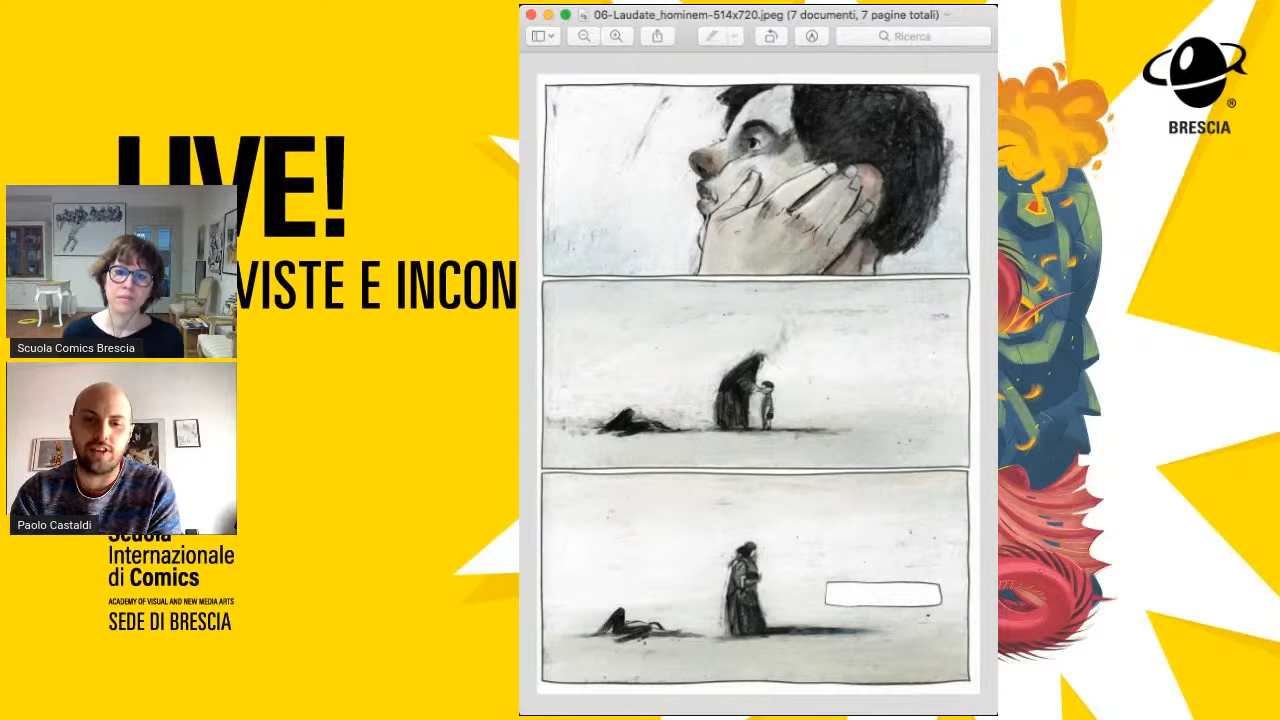 06-Laudate_hominem-514x720.jpeg (7 documenti, 7 pagine totali)
Ricerca
BRESCIA
®
LIVE!
VISTE E INCON
Scuola Comics Brescia
Paolo Castaldi
Scuola
Internazionale
di Comics
ACADEMY OF VISUAL AND NEW MEDIA ARTS
SEDE DI BRESCIA